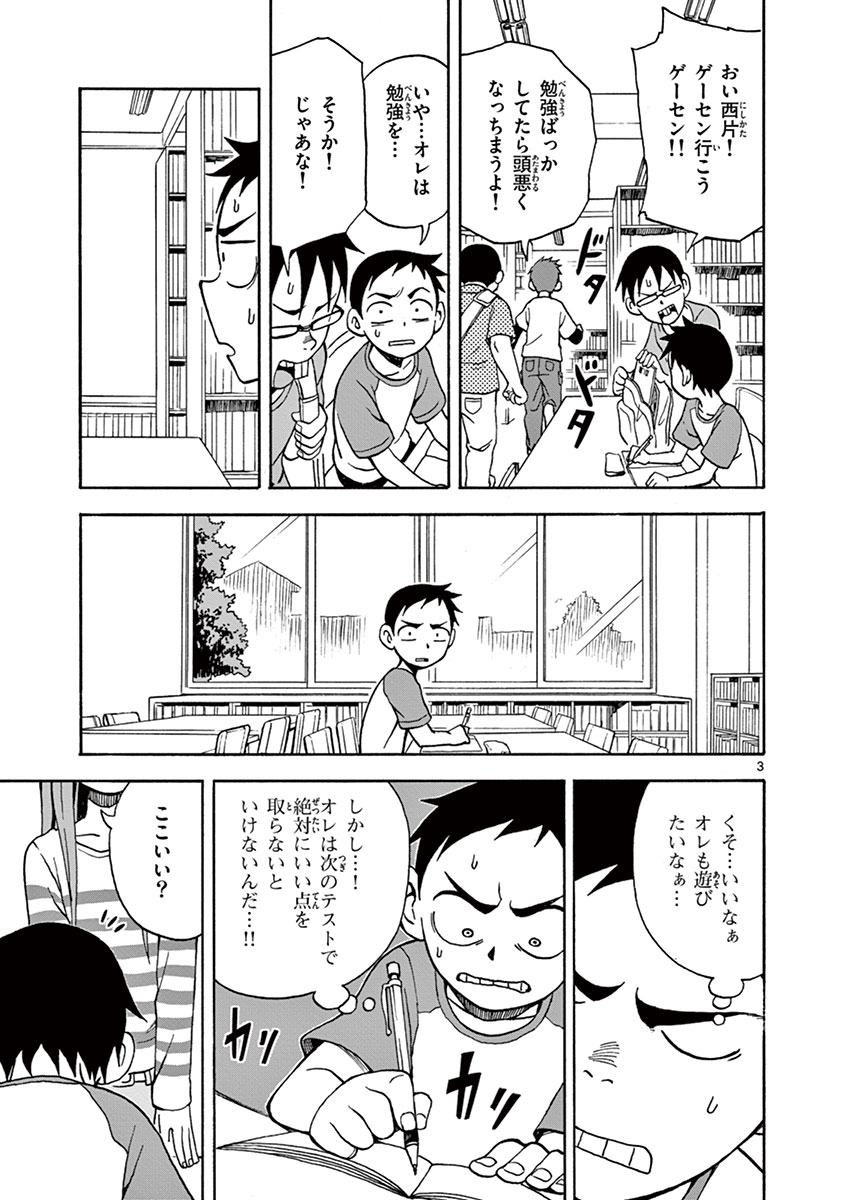 おい西片！
ゲーセン行こう
ゲーセン!!
勉強ばっか
してたら頭悪く
なっちまうよ！
ドタ
ドタ
いや…オレは
勉強を…
そうか！
じゃあな！
3
くそ…いいなぁ
オレも遊び
たいなぁ…
しかし…！
オレは次のテストで
絶対にいい点を
取らないと
いけないんだ…!!
カリ
カリ
ここいい？